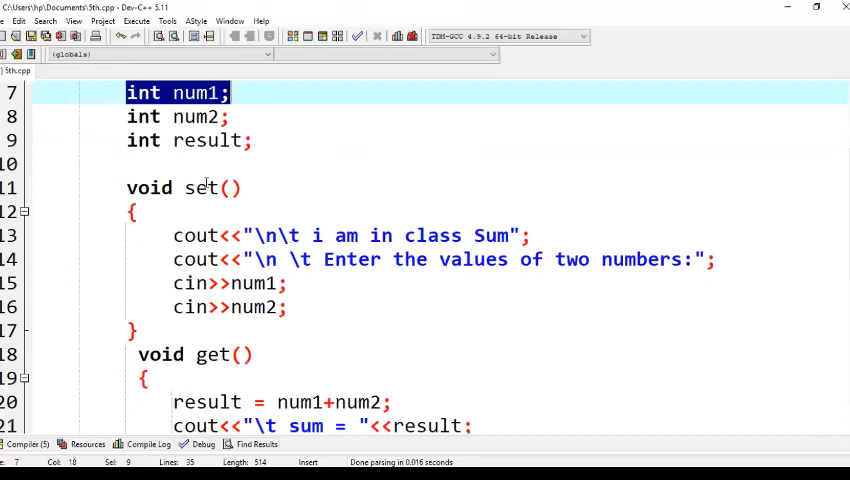 C:\Users\hp\Documents\5th.cpp - Dev-C++ 5.11
Edit Search View Project Execute Tools AStyle Window Help
TDM-GCC 4.9.2 64-bit Release
(globals)
5th.cpp
7 int num1;
8 int num2;
9 int result;
10
11 void set()
12 {
13 cout<<"\n\t i am in class Sum";
14 cout<<"\n \t Enter the values of two numbers:";
15 cin>>num1;
16 cin>>num2;
17 }
18 void get()
19 {
20 result = num1+num2;
21 cout<<"\t sum = "<<result;
Compiler (5) Resources Compile Log Debug Find Results
e: 7 Col: 18 Sel: 9 Lines: 35 Length: 514 Insert Done parsing in 0.016 seconds